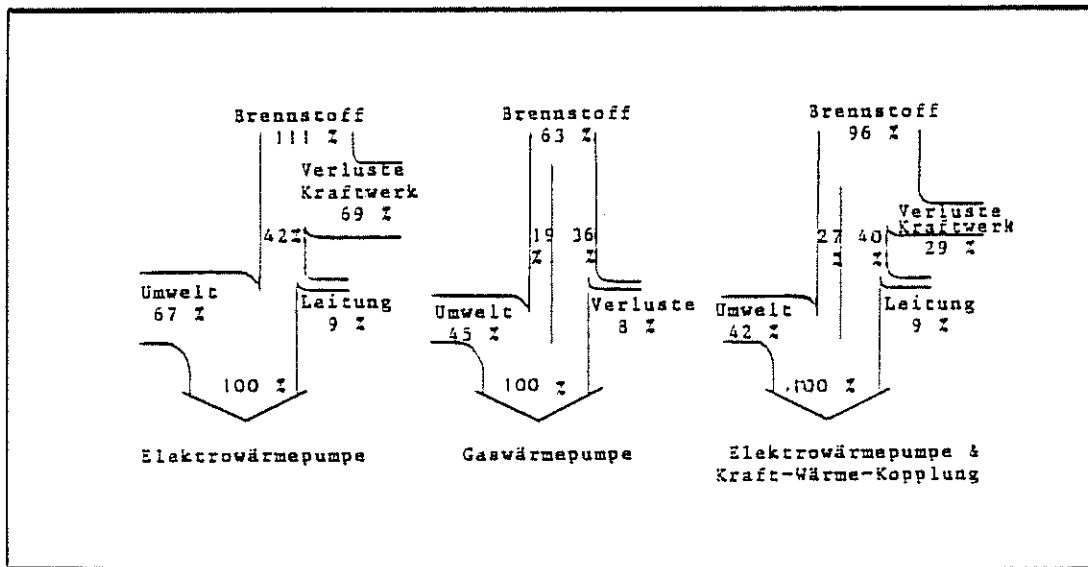 Brennstoff
111 %
Verluste
Kraftwerk
69 %
42%
Umwelt
67 %
Leitung
9 %
100 %
Elektrowärmepumpe
Brennstoff
63 %
19
%
36
%
Umwelt
45 %
Verluste
8 %
100 %
Gaswärmepumpe
Brennstoff
96 %
Verluste
Kraftwerk
29 %
27
%
40
%
Umwelt
42 %
Leitung
9 %
100 %
Elektrowärmepumpe &
Kraft-Wärme-Kopplung